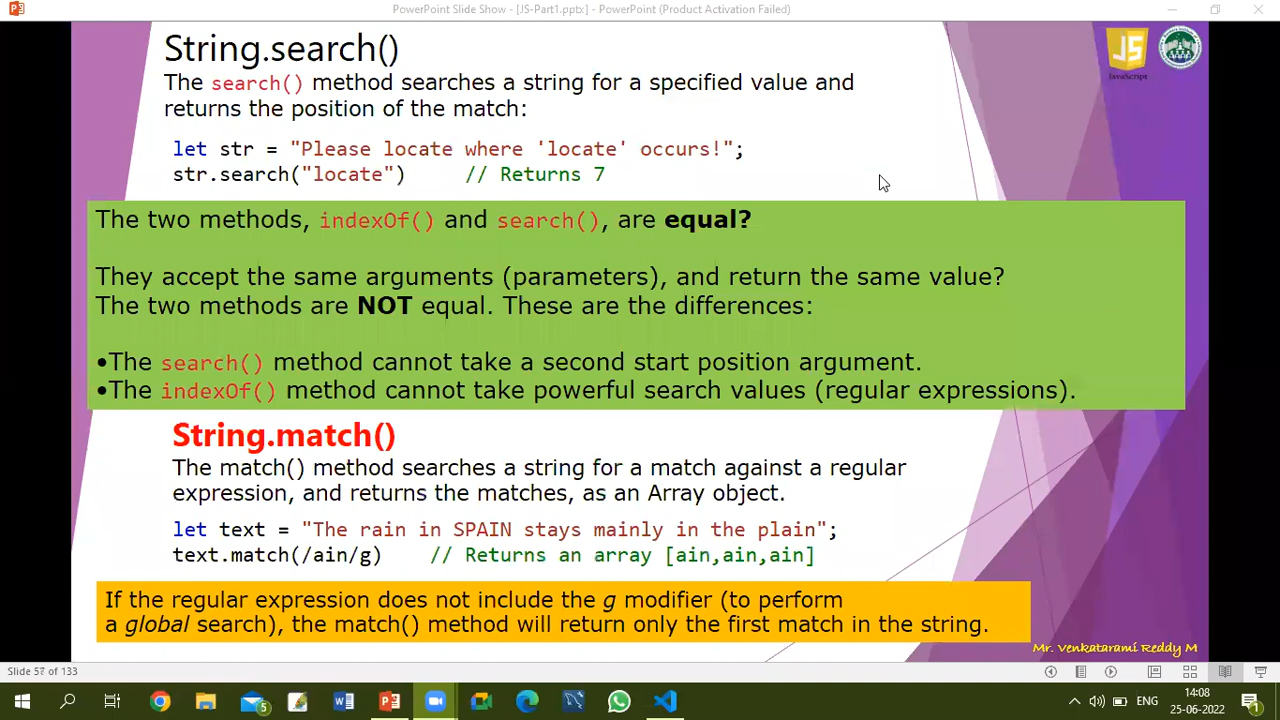 PowerPoint Slide Show - [JS-Part1.pptx] - PowerPoint (Product Activation Failed)
String.search()
JS
JavaScript
The search() method searches a string for a specified value and
returns the position of the match:
let str = "Please locate where 'locate' occurs!";
str.search("locate") // Returns 7
The two methods, indexOf() and search(), are equal?
They accept the same arguments (parameters), and return the same value?
The two methods are NOT equal. These are the differences:
•The search() method cannot take a second start position argument.
•The indexOf() method cannot take powerful search values (regular expressions).
String.match()
The match() method searches a string for a match against a regular
expression, and returns the matches, as an Array object.
let text = "The rain in SPAIN stays mainly in the plain";
text.match(/ain/g) // Returns an array [ain,ain,ain]
If the regular expression does not include the g modifier (to perform
a global search), the match() method will return only the first match in the string.
Mr. Venkatarami Reddy M
Slide 57 of 133
5
ENG
14:08
25-06-2022
1